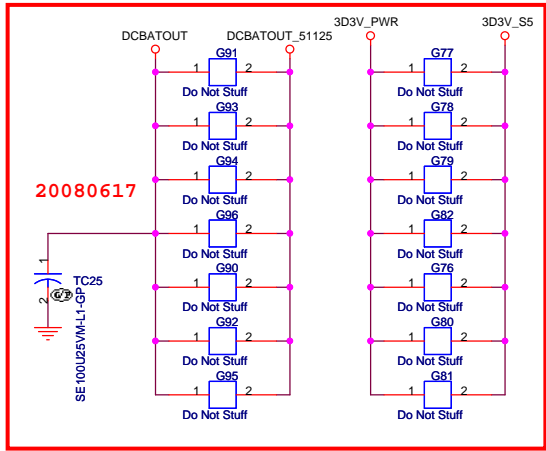 DCBATOUT DCBATOUT_51125 3D3V_PWR 3D3V_S5
G91 G77
1 2 1 2
Do Not Stuff Do Not Stuff
G93 G78
1 2 1 2
Do Not Stuff Do Not Stuff
G94 G79
1 2 1 2
Do Not Stuff Do Not Stuff
20080617
G96 G82
1 2 1 2
Do Not Stuff Do Not Stuff
G90 G76
1 2 1 2
Do Not Stuff Do Not Stuff
G92 G80
1 2 1 2
Do Not Stuff Do Not Stuff
G95 G81
1 2 1 2
Do Not Stuff Do Not Stuff
1
2
TC25
SE100U25VM-L1-GP